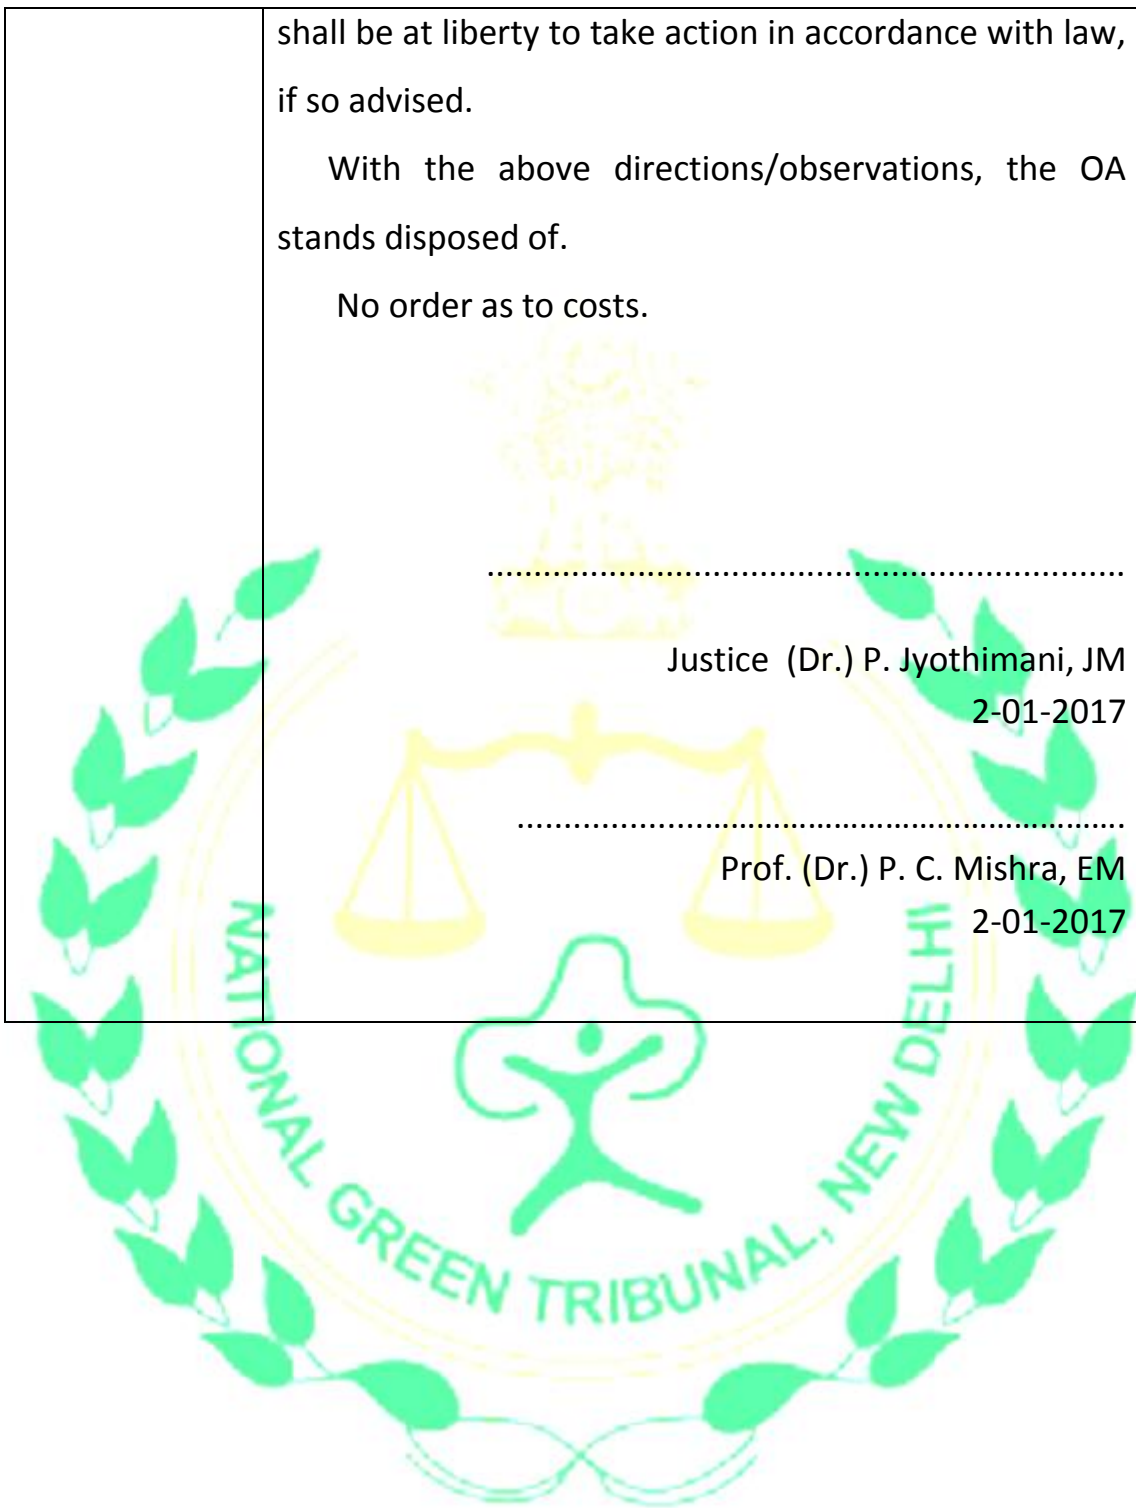 shall be at liberty to take action in accordance with law,
if so advised.
With the above directions/observations, the OA
stands disposed of.
No order as to costs.
....................................................................
Justice (Dr.) P. Jyothimani, JM
2-01-2017
.................................................................
Prof. (Dr.) P. C. Mishra, EM
2-01-2017
NATIONAL GREEN TRIBUNAL, NEW DELHI